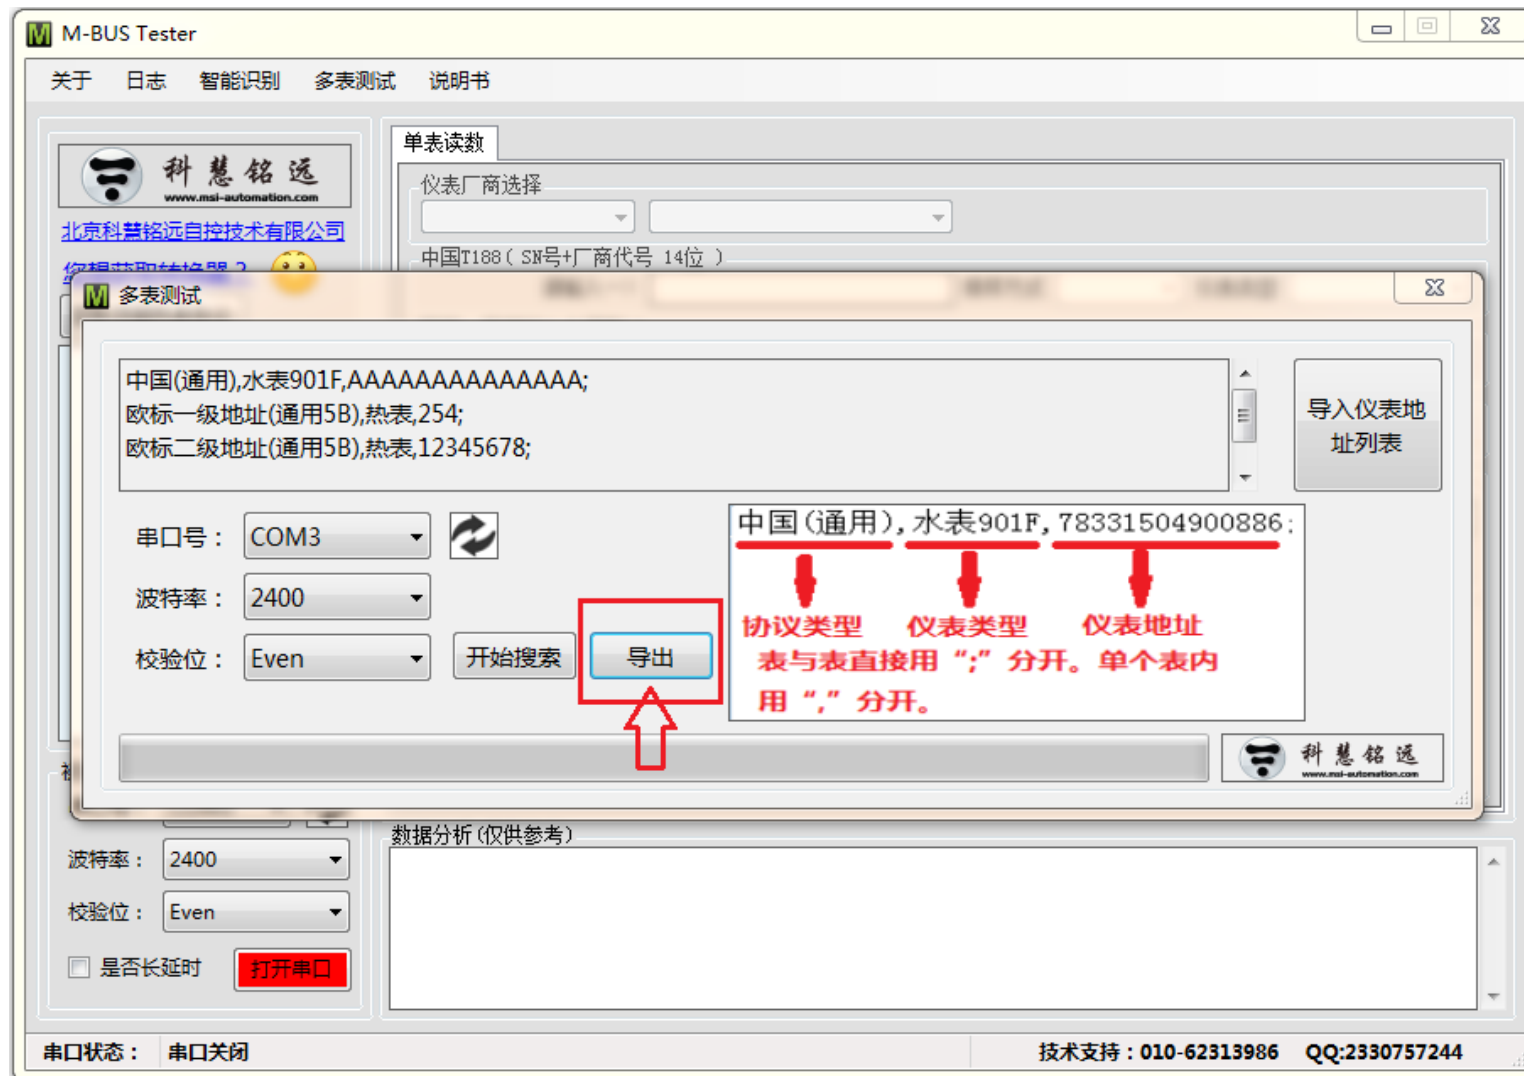 M-BUS Tester
关于 日志 智能识别 多表测试 说明书
科慧铭远
www.msi-automation.com
北京科慧铭远自控技术有限公司
单表读数
仪表厂商选择
中国T188( SN号+厂商代号 14位 )
多表测试
中国(通用),水表901F,AAAAAAAAAAAAAA;
欧标一级地址(通用5B),热表,254;
欧标二级地址(通用5B),热表,12345678;
导入仪表地
址列表
串口号： COM3
波特率： 2400
校验位： Even
开始搜索
导出
中国(通用),水表901F,78331504900886;
协议类型 仪表类型 仪表地址
表与表直接用“;”分开。单个表内
用“,”分开。
科慧铭远
www.msi-automation.com
数据分析(仅供参考)
波特率： 2400
校验位： Even
是否长延时
打开串口
串口状态： 串口关闭
技术支持：010-62313986 QQ:2330757244